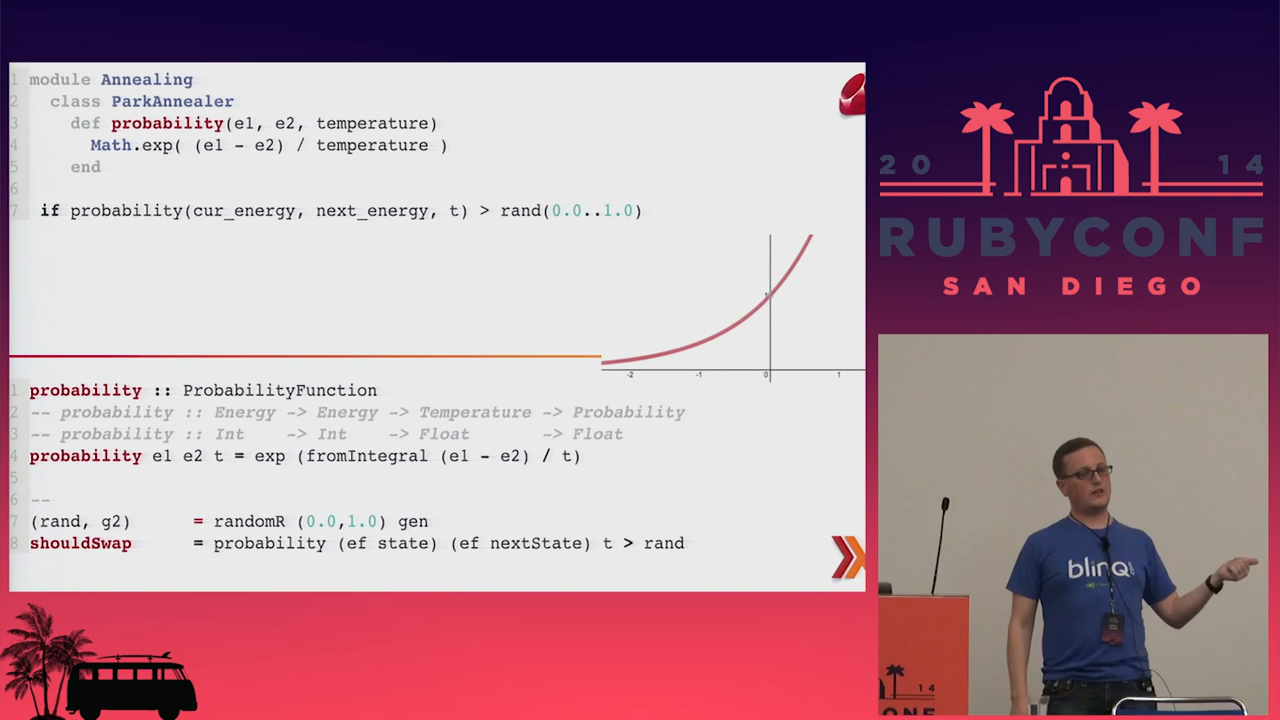 1 module Annealing
2 class ParkAnnealer
3 def probability(e1, e2, temperature)
4 Math.exp( (e1 - e2) / temperature )
5 end
6
7 if probability(cur_energy, next_energy, t) > rand(0.0..1.0)
1
-2 -1 0 1
1 probability :: ProbabilityFunction
2 -- probability :: Energy -> Energy -> Temperature -> Probability
3 -- probability :: Int -> Int -> Float -> Float
4 probability e1 e2 t = exp (fromIntegral (e1 - e2) / t)
5
6 --
7 (rand, g2) = randomR (0.0,1.0) gen
8 shouldSwap = probability (ef state) (ef nextState) t > rand
20 14
RUBYCONF
SAN DIEGO
blinQ
14